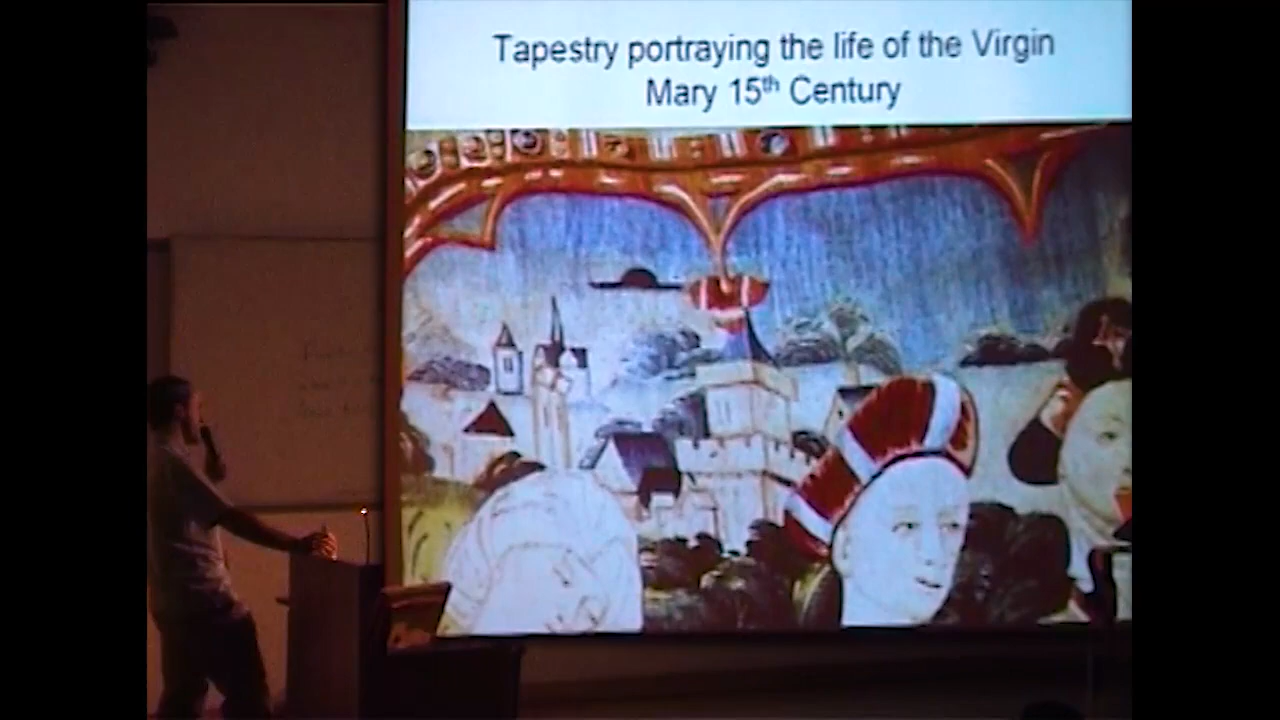 Tapestry portraying the life of the Virgin
Mary 15th Century